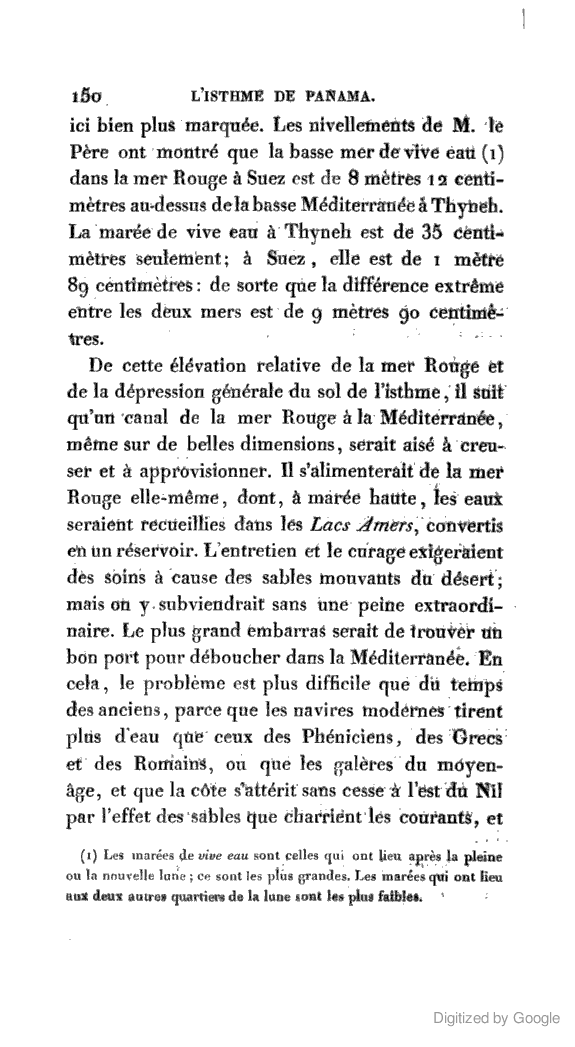 150 L'ISTHME DE PANAMA.
ici bien plus marquée. Les nivellements de M. le
Père ont montré que la basse mer de vive eau (1)
dans la mer Rouge à Suez est de 8 mètres 12 centi-
mètres au-dessus de la basse Méditerranée à Thyneh.
La marée de vive eau à Thyneh est de 35 centi-
mètres seulement; à Suez, elle est de 1 mètre
89 centimètres: de sorte que la différence extrême
entre les deux mers est de 9 mètres 90 centimè-
tres.
De cette élévation relative de la mer Rouge et
de la dépression générale du sol de l'isthme, il suit
qu'un canal de la mer Rouge à la Méditerranée,
même sur de belles dimensions, serait aisé à creu-
ser et à approvisionner. Il s'alimenterait de la mer
Rouge elle-même, dont, à marée haute, les eaux
seraient recueillies dans les Lacs Amers, convertis
en un réservoir. L'entretien et le curage exigeraient
des soins à cause des sables mouvants du désert;
mais on y subviendrait sans une peine extraordi-
naire. Le plus grand embarras serait de trouver un
bon port pour déboucher dans la Méditerranée. En
cela, le problème est plus difficile que du temps
des anciens, parce que les navires modernes tirent
plus d'eau que ceux des Phéniciens, des Grecs
et des Romains, ou que les galères du moyen-
âge, et que la côte s'attérit sans cesse à l'est du Nil
par l'effet des sables que charrient les courants, et
(1) Les marées de vive eau sont celles qui ont lieu après la pleine
ou la nouvelle lune; ce sont les plus grandes. Les marées qui ont lieu
aux deux autres quartiers de la lune sont les plus faibles.
Digitized by Google